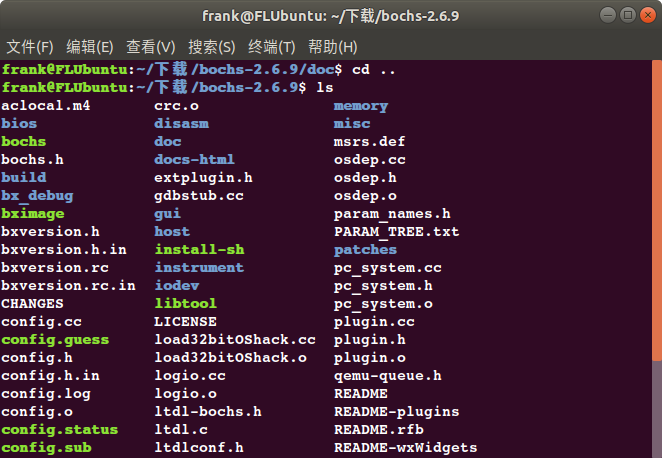 frank@FLUbuntu: ~/下载/bochs-2.6.9
文件(F) 编辑(E) 查看(V) 搜索(S) 终端(T) 帮助(H)
frank@FLUbuntu:~/下载/bochs-2.6.9/doc$ cd ..
frank@FLUbuntu:~/下载/bochs-2.6.9$ ls
aclocal.m4 crc.o memory
bios disasm misc
bochs doc msrs.def
bochs.h docs-html osdep.cc
build extplugin.h osdep.h
bx_debug gdbstub.cc osdep.o
bximage gui param_names.h
bxversion.h host PARAM_TREE.txt
bxversion.h.in install-sh patches
bxversion.rc instrument pc_system.cc
bxversion.rc.in iodev pc_system.h
CHANGES libtool pc_system.o
config.cc LICENSE plugin.cc
config.guess load32bitOShack.cc plugin.h
config.h load32bitOShack.o plugin.o
config.h.in logio.cc qemu-queue.h
config.log logio.o README
config.o ltdl-bochs.h README-plugins
config.status ltdl.c README.rfb
config.sub ltdlconf.h README-wxWidgets